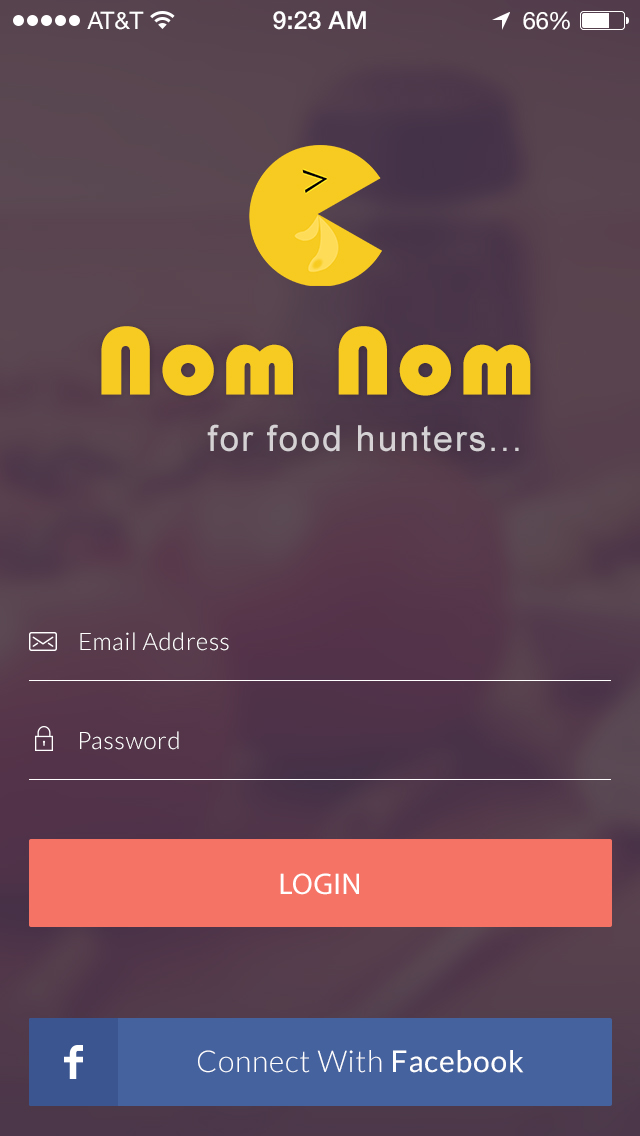 AT&T 9:23 AM 66%
Nom Nom
for food hunters...
Email Address
Password
LOGIN
f Connect With Facebook